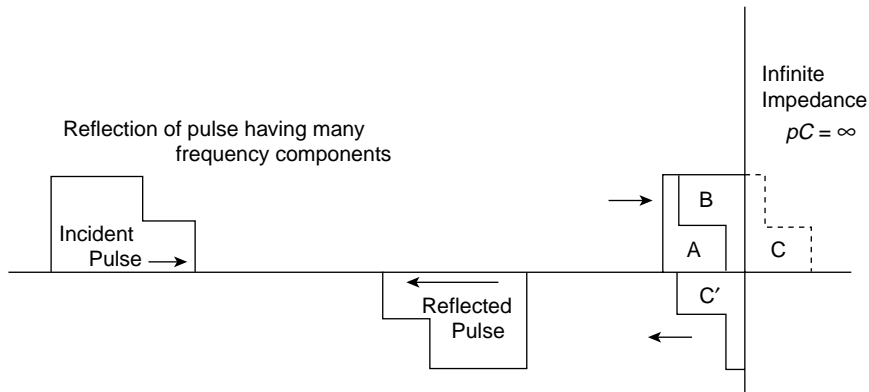 Reflection of pulse having many
frequency components
Incident
Pulse
Reflected
Pulse
Infinite
Impedance
pC = ∞
B
A
C
C′